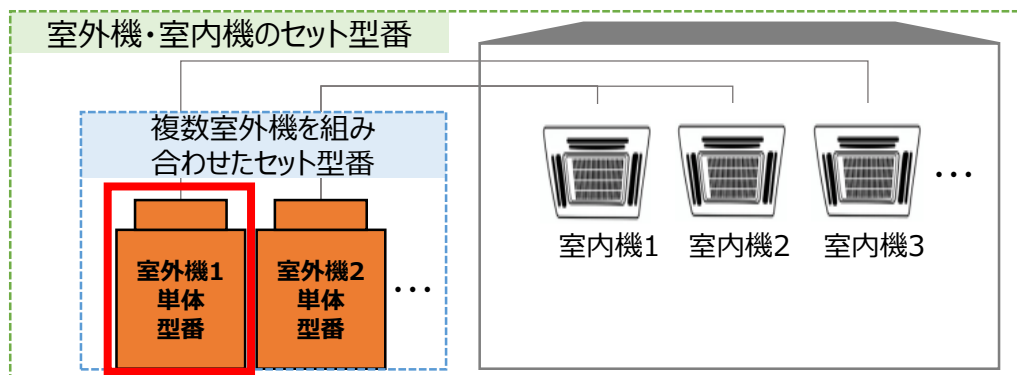 室外機・室内機のセット型番
複数室外機を組み
合わせたセット型番
室外機1
単体
型番
室外機2
単体
型番
…
室内機1
室内機2
室内機3
…